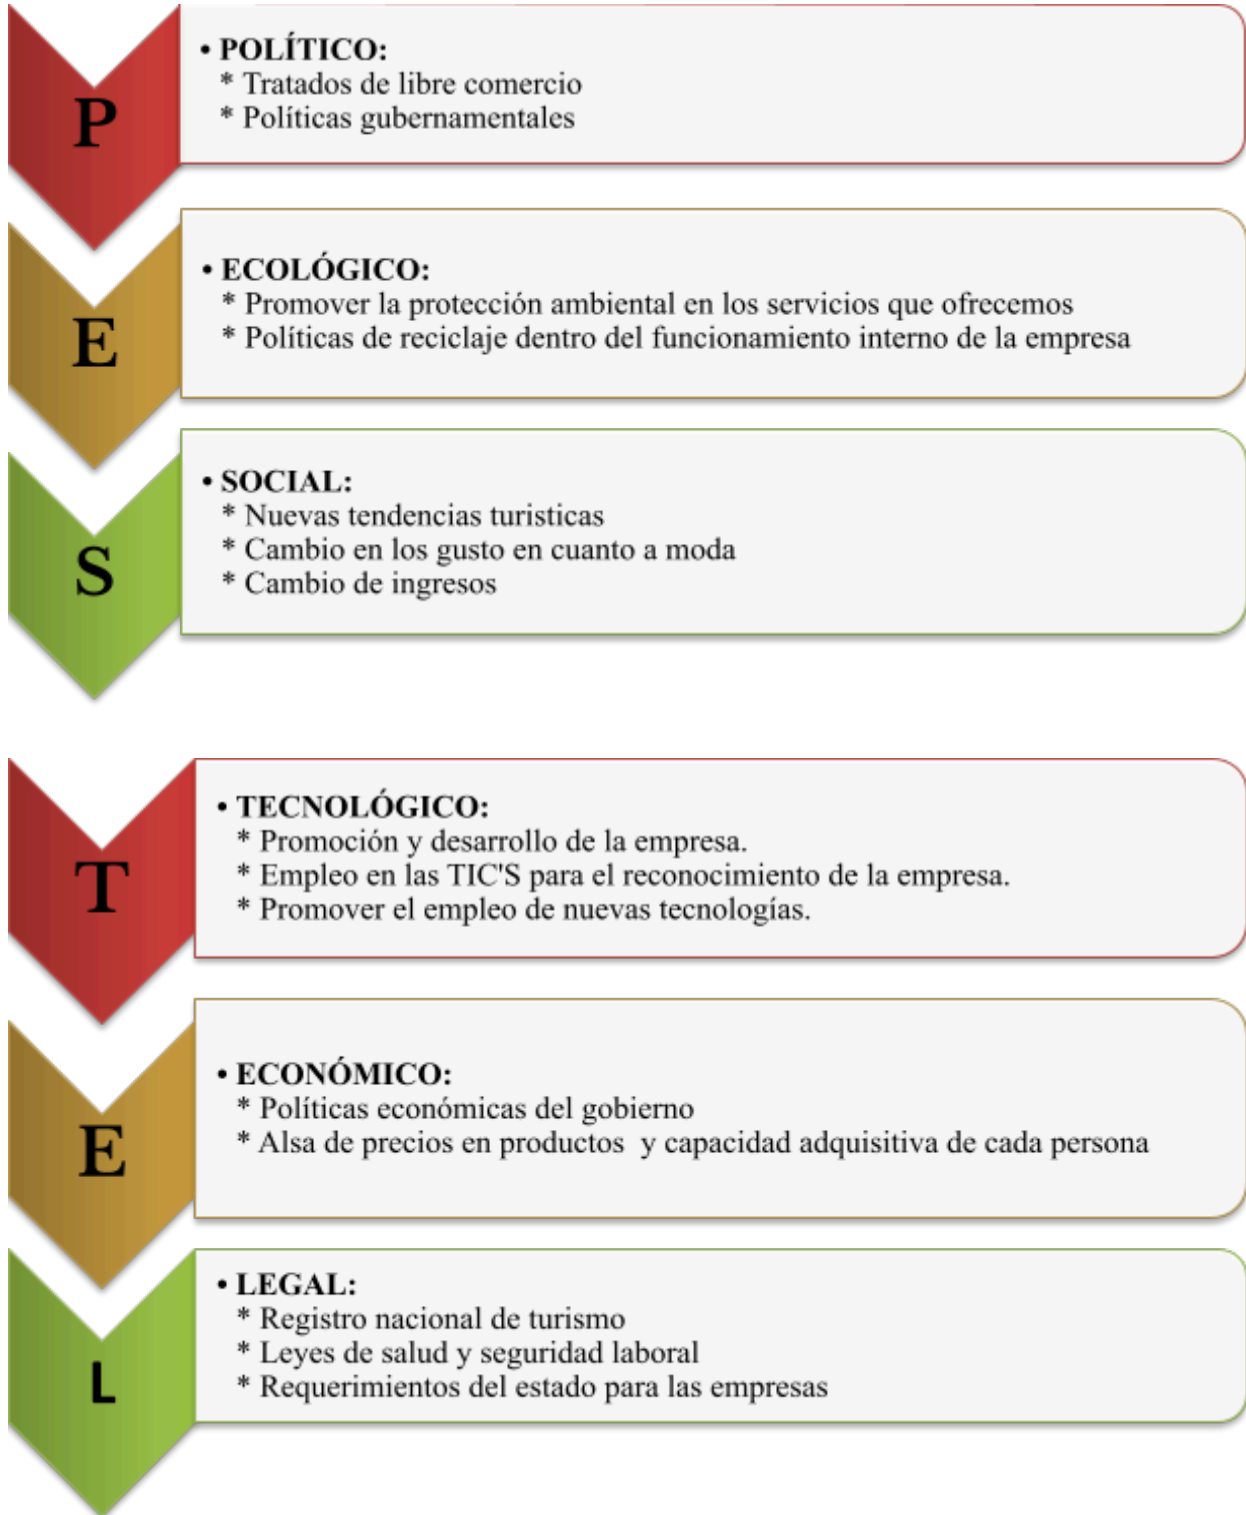 P
• POLÍTICO:
* Tratados de libre comercio
* Políticas gubernamentales
E
• ECOLÓGICO:
* Promover la protección ambiental en los servicios que ofrecemos
* Políticas de reciclaje dentro del funcionamiento interno de la empresa
S
• SOCIAL:
* Nuevas tendencias turisticas
* Cambio en los gusto en cuanto a moda
* Cambio de ingresos
T
• TECNOLÓGICO:
* Promoción y desarrollo de la empresa.
* Empleo en las TIC'S para el reconocimiento de la empresa.
* Promover el empleo de nuevas tecnologías.
E
• ECONÓMICO:
* Políticas económicas del gobierno
* Alsa de precios en productos  y capacidad adquisitiva de cada persona
L
• LEGAL:
* Registro nacional de turismo
* Leyes de salud y seguridad laboral
* Requerimientos del estado para las empresas